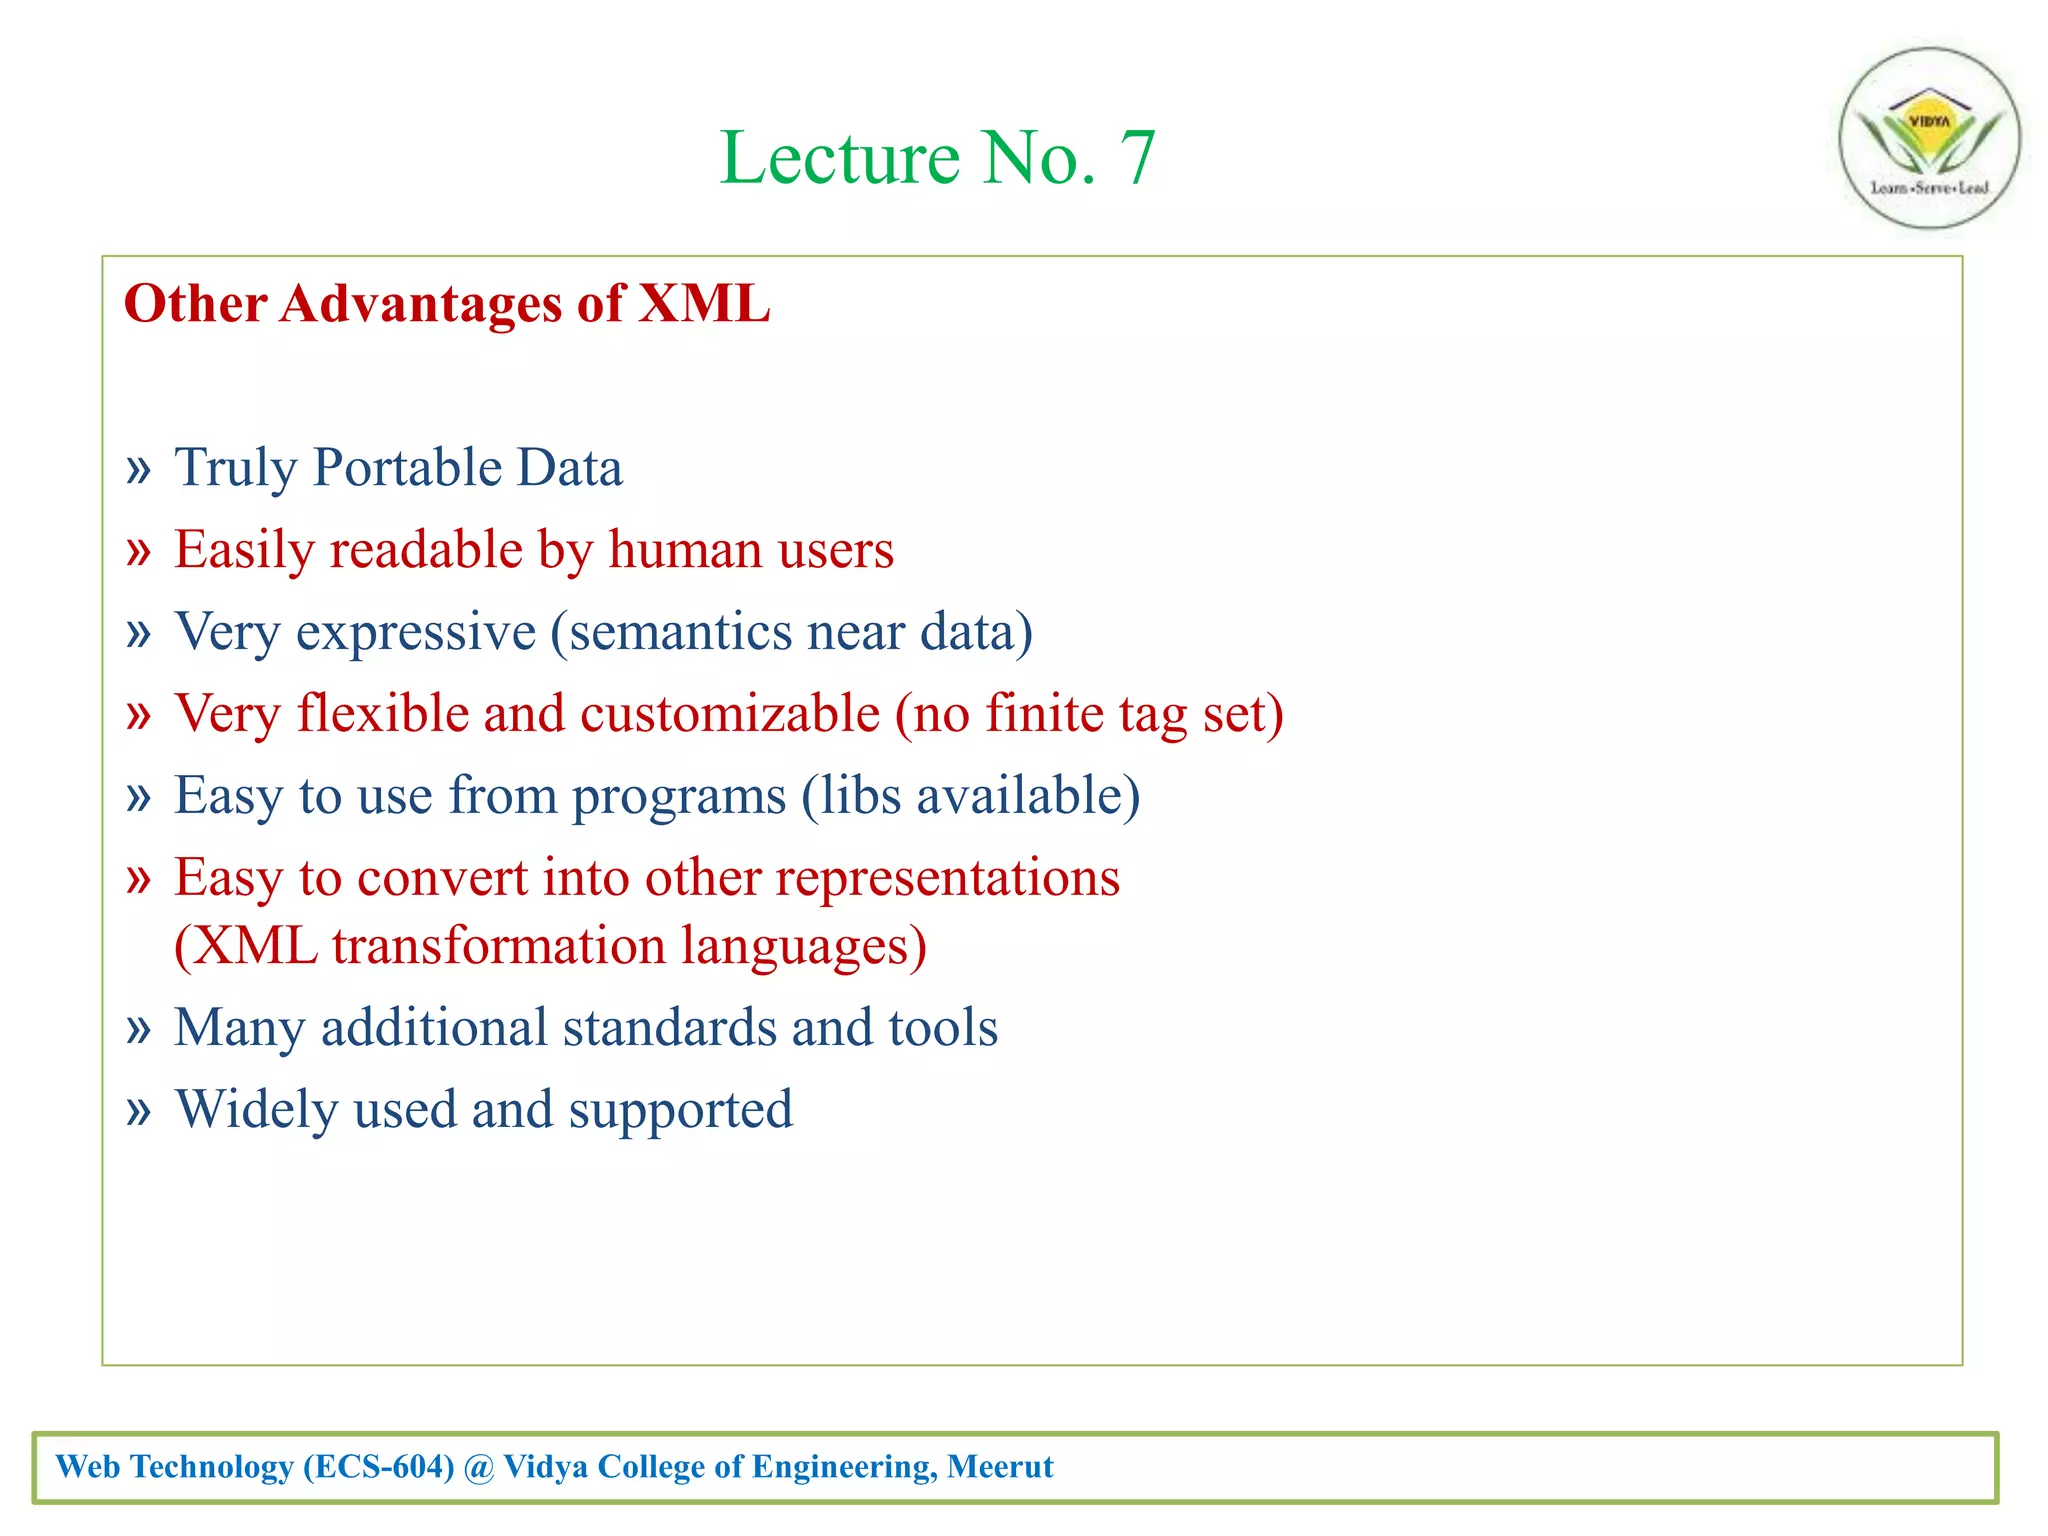 Lecture No. 7
VIDYA
Learn•Serve•Lead
Other Advantages of XML
» Truly Portable Data
» Easily readable by human users
» Very expressive (semantics near data)
» Very flexible and customizable (no finite tag set)
» Easy to use from programs (libs available)
» Easy to convert into other representations
(XML transformation languages)
» Many additional standards and tools
» Widely used and supported
Web Technology (ECS-604) @ Vidya College of Engineering, Meerut